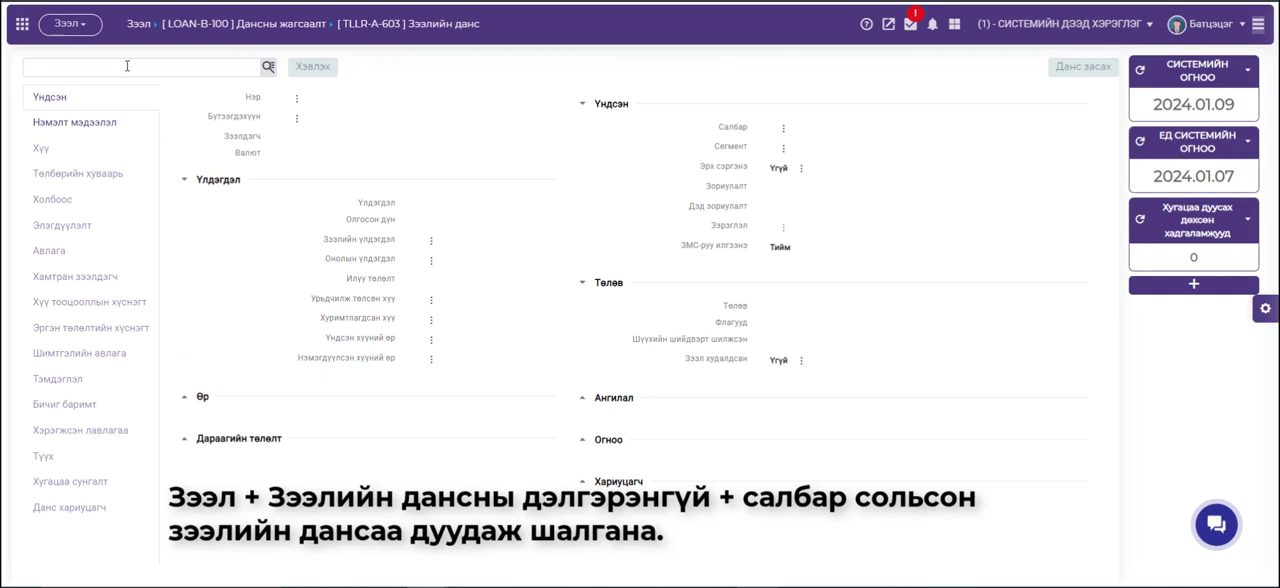 Зээл
Зээл › [ LOAN-B-100 ] Дансны жагсаалт › [ TLLR-A-603 ] Зээлийн данс
!
(1) - СИСТЕМИЙН ДЭЭД ХЭРЭГЛЭГ
Батцэцэг
Хэвлэх
Данс засах
Үндсэн
Нэмэлт мэдээлэл
Хүү
Төлбөрийн хуваарь
Холбоос
Элэгдүүлэлт
Авлага
Хамтран зээлдэгч
Хүү тооцооллын хүснэгт
Эргэн төлөлтийн хүснэгт
Шимтгэлийн авлага
Тэмдэглэл
Бичиг баримт
Хэрэгжсэн лавлагаа
Түүх
Хугацаа сунгалт
Данс хариуцагч
Нэр
Бүтээгдэхүүн
Зээлдэгч
Валют
Үлдэгдэл
Үлдэгдэл
Олгосон дүн
Зээлийн үлдэгдэл
Онолын үлдэгдэл
Илүү төлөлт
Урьдчилж төлсөн хүү
Хуримтлагдсан хүү
Үндсэн хүүний өр
Нэмэгдүүлсэн хүүний өр
Өр
Дараагийн төлөлт
Үндсэн
Салбар
Сегмент
Эрх сэргэнэ Үгүй
Зориулалт
Дэд зориулалт
Зэрэглэл
ЗМС-руу илгээнэ Тийм
Төлөв
Төлөв
Флагууд
Шүүхийн шийдвэрт шилжсэн
Зээл худалдсан Үгүй
Ангилал
Огноо
Хариуцагч
СИСТЕМИЙН
ОГНОО
2024.01.09
ЕД СИСТЕМИЙН
ОГНОО
2024.01.07
Хугацаа дуусах
дөхсөн
хадгаламжууд
0
+
Зээл + Зээлийн дансны дэлгэрэнгүй + салбар сольсон
зээлийн дансаа дуудаж шалгана.